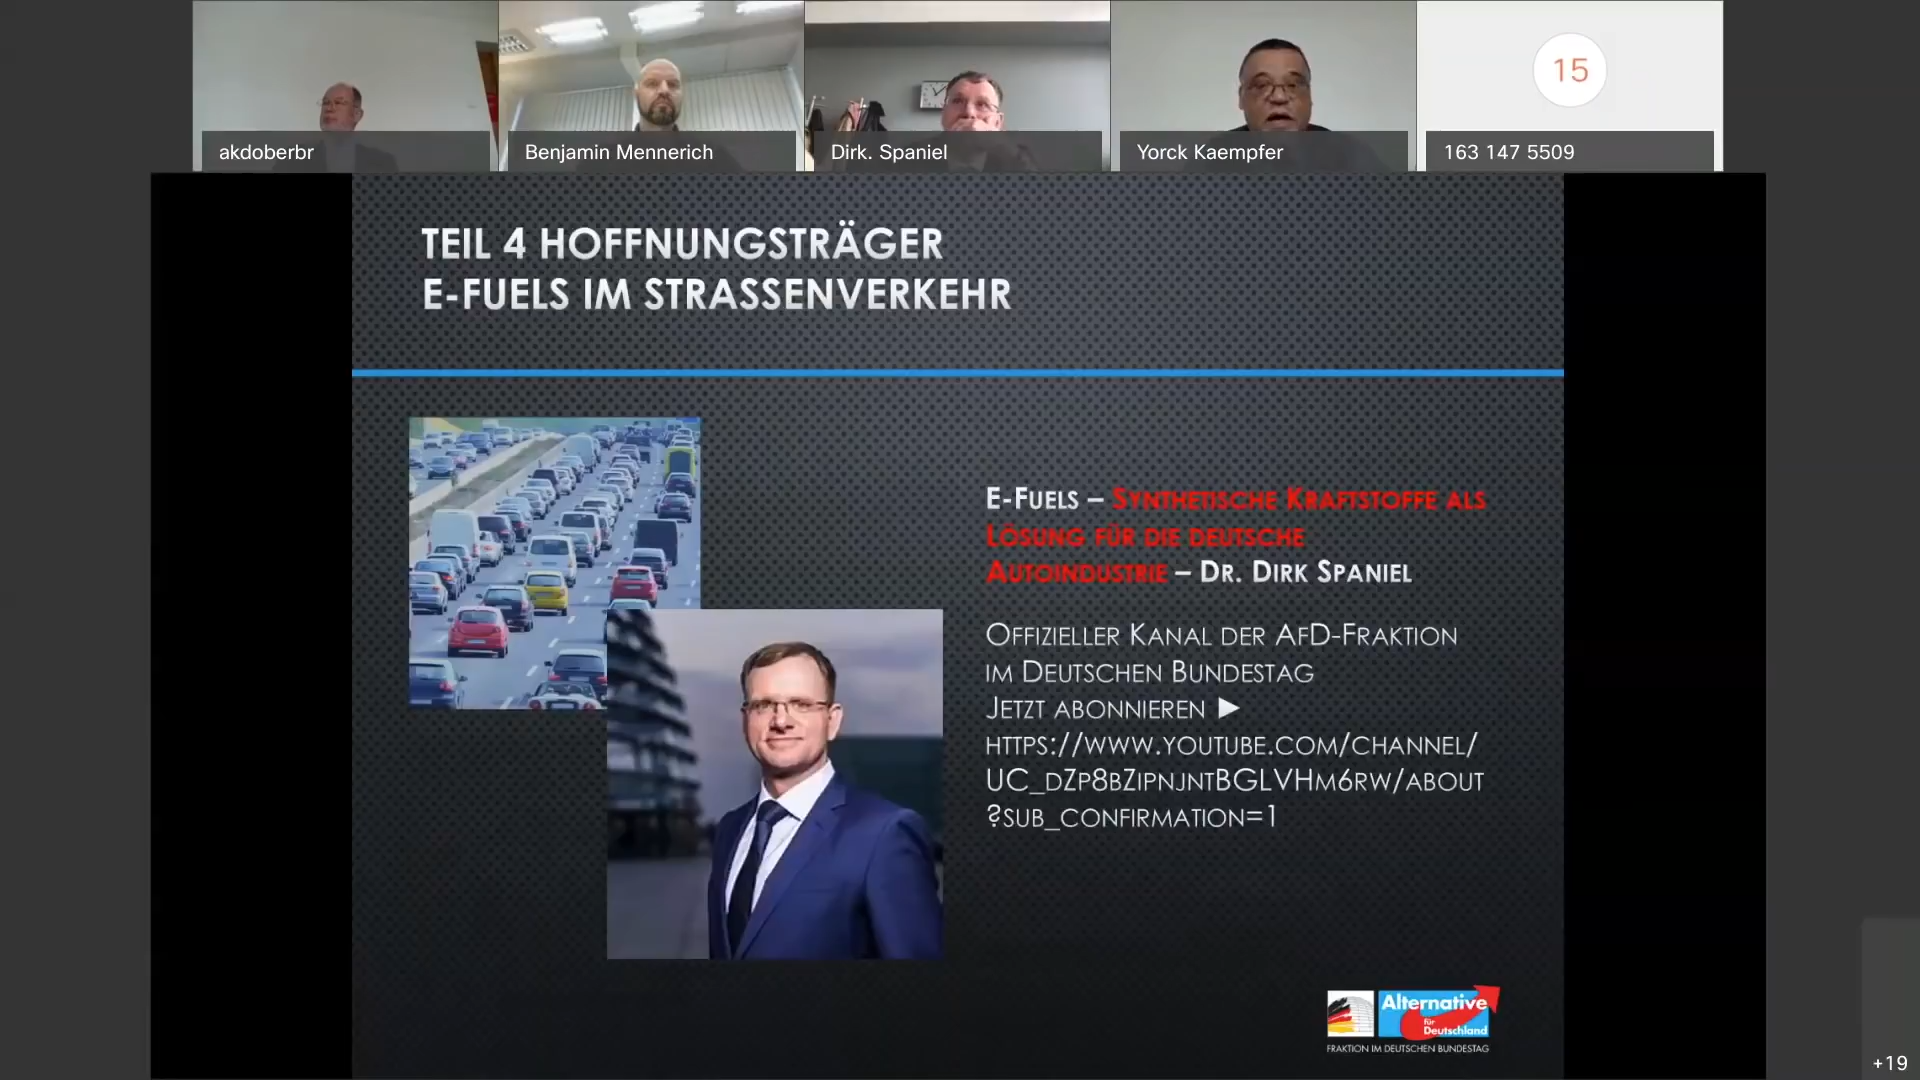 akdoberbr
Benjamin Mennerich
Dirk. Spaniel
Yorck Kaempfer
15
163 147 5509
TEIL 4 HOFFNUNGSTRÄGER
E-FUELS IM STRASSENVERKEHR
E-FUELS – SYNTHETISCHE KRAFTSTOFFE ALS
LÖSUNG FÜR DIE DEUTSCHE
AUTOINDUSTRIE – DR. DIRK SPANIEL
OFFIZIELLER KANAL DER AFD-FRAKTION
IM DEUTSCHEN BUNDESTAG
JETZT ABONNIEREN ►
HTTPS://WWW.YOUTUBE.COM/CHANNEL/
UC_DZP8BZIPNJNTBGLVHM6RW/ABOUT
?SUB_CONFIRMATION=1
Alternative
für
Deutschland
FRAKTION IM DEUTSCHEN BUNDESTAG
+19